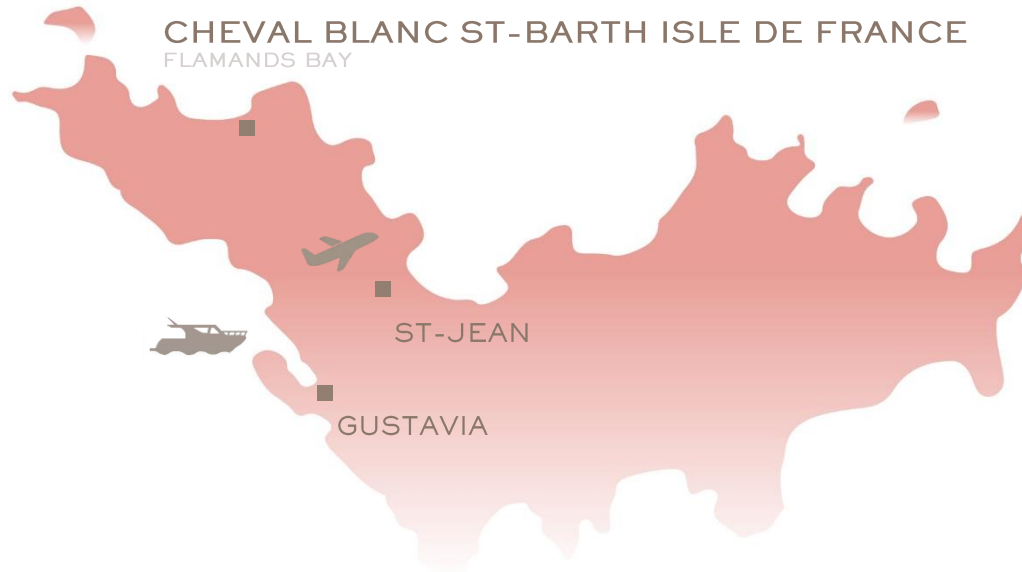 CHEVAL BLANC ST-BARTH ISLE DE FRANCE
FLAMANDS BAY
ST-JEAN
GUSTAVIA